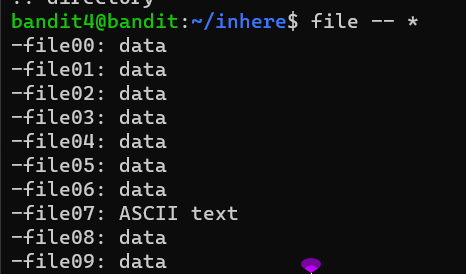 .. directory
bandit4@bandit:~/inhere$ file -- *
-file00: data
-file01: data
-file02: data
-file03: data
-file04: data
-file05: data
-file06: data
-file07: ASCII text
-file08: data
-file09: data